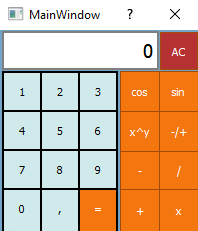 MainWindow ?
0 AC
1 2 3 cos sin
4 5 6 x^y -/+
7 8 9 - /
0 , = + x